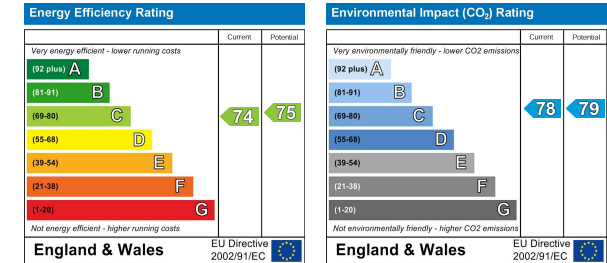 Energy Efficiency Rating
Current Potential
Very energy efficient - lower running costs
(92 plus) A
(81-91) B
(69-80) C
74 75
(55-68) D
(39-54) E
(21-38) F
(1-20) G
Not energy efficient - higher running costs
England & Wales
EU Directive
2002/91/EC
Environmental Impact (CO2) Rating
Current Potential
Very environmentally friendly - lower CO2 emissions
(92 plus) A
(81-91) B
78 79
(69-80) C
(55-68) D
(39-54) E
(21-38) F
(1-20) G
Not environmentally friendly - higher CO2 emissions
England & Wales
EU Directive
2002/91/EC